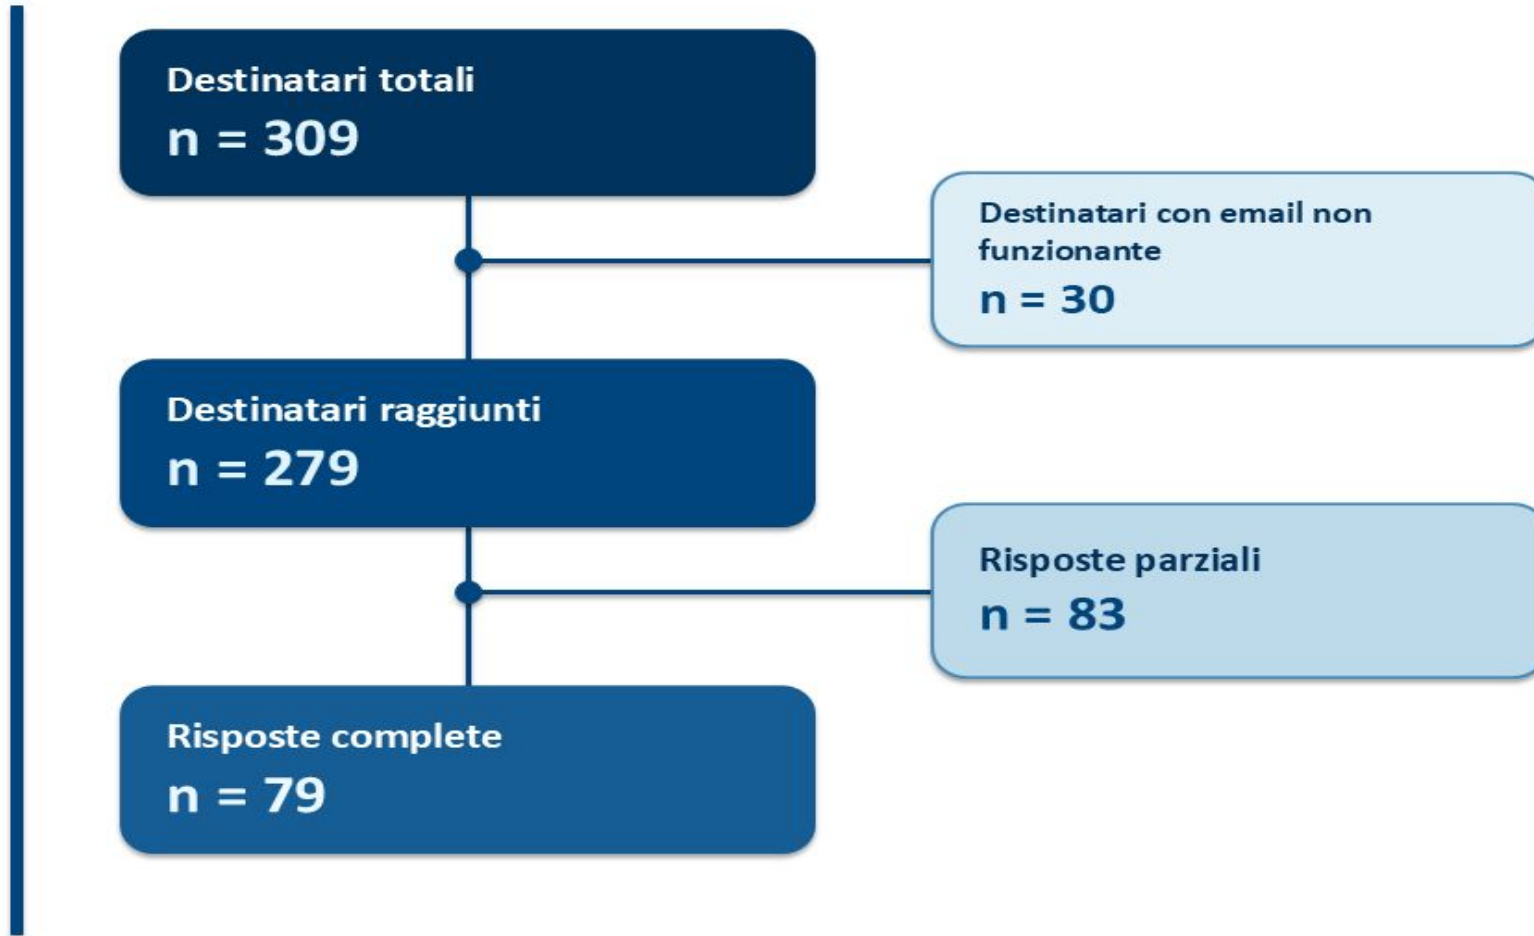 Destinatari totali
n = 309
Destinatari con email non
funzionante
n = 30
Destinatari raggiunti
n = 279
Risposte parziali
n = 83
Risposte complete
n = 79